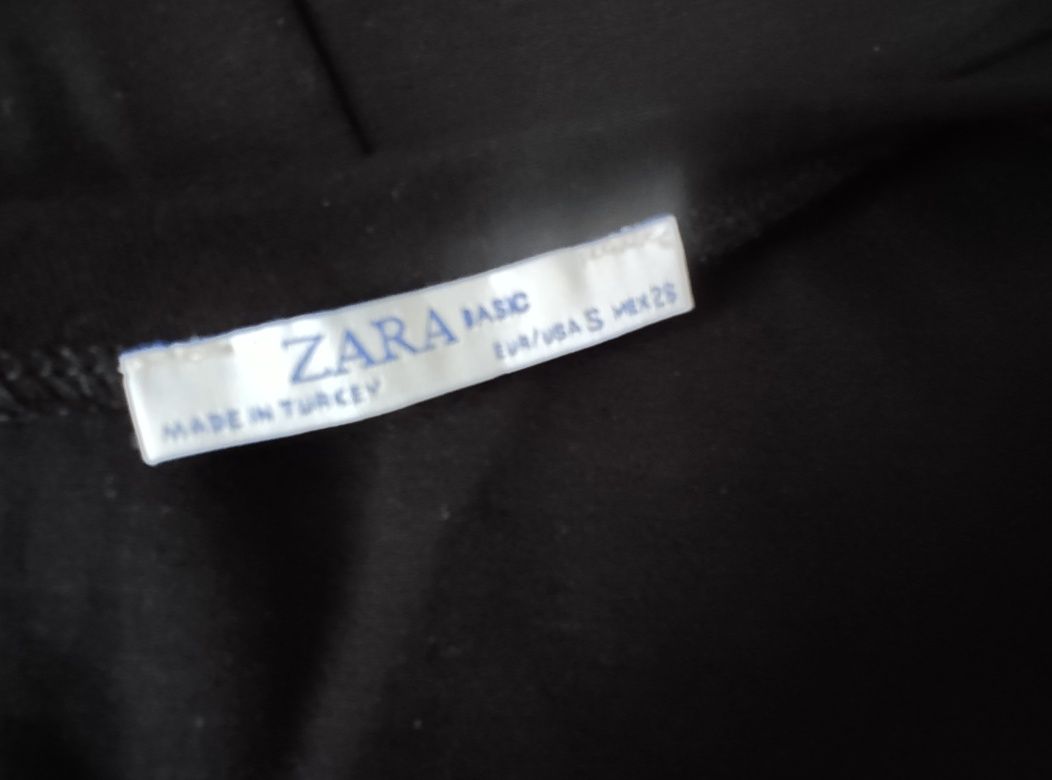 ZARA BASIC
EUR/USA S MEX 26
MADE IN TURKEY